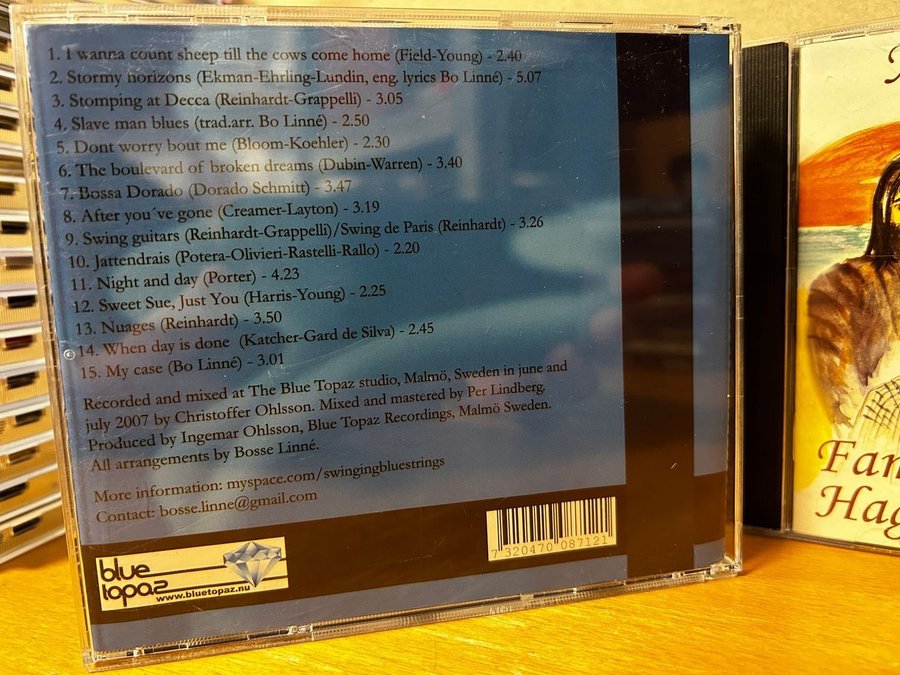 1. I wanna count sheep till the cows come home (Field-Young) - 2.40
2. Stormy horizons (Ekman-Ehrling-Lundin, eng. lyrics Bo Linné) - 5.07
3. Stomping at Decca (Reinhardt-Grappelli) - 3.05
4. Slave man blues (trad.arr. Bo Linné) - 2.50
5. Dont worry bout me (Bloom-Koehler) - 2.30
6. The boulevard of broken dreams (Dubin-Warren) - 3.40
7. Bossa Dorado (Dorado Schmitt) - 3.47
8. After you´ve gone (Creamer-Layton) - 3.19
9. Swing guitars (Reinhardt-Grappelli)/Swing de Paris (Reinhardt) - 3.26
10. Jattendrais (Potera-Olivieri-Rastelli-Rallo) - 2.20
11. Night and day (Porter) - 4.23
12. Sweet Sue, Just You (Harris-Young) - 2.25
13. Nuages (Reinhardt) - 3.50
14. When day is done (Katcher-Gard de Silva) - 2.45
15. My case (Bo Linné) - 3.01
Recorded and mixed at The Blue Topaz studio, Malmö, Sweden in june and
july 2007 by Christoffer Ohlsson. Mixed and mastered by Per Lindberg.
Produced by Ingemar Ohlsson, Blue Topaz Recordings, Malmö Sweden.
All arrangements by Bosse Linné.
More information: myspace.com/swingingbluestrings
Contact: bosse.linne@gmail.com
blue
topaz
www.bluetopaz.nu
7 320470 087121